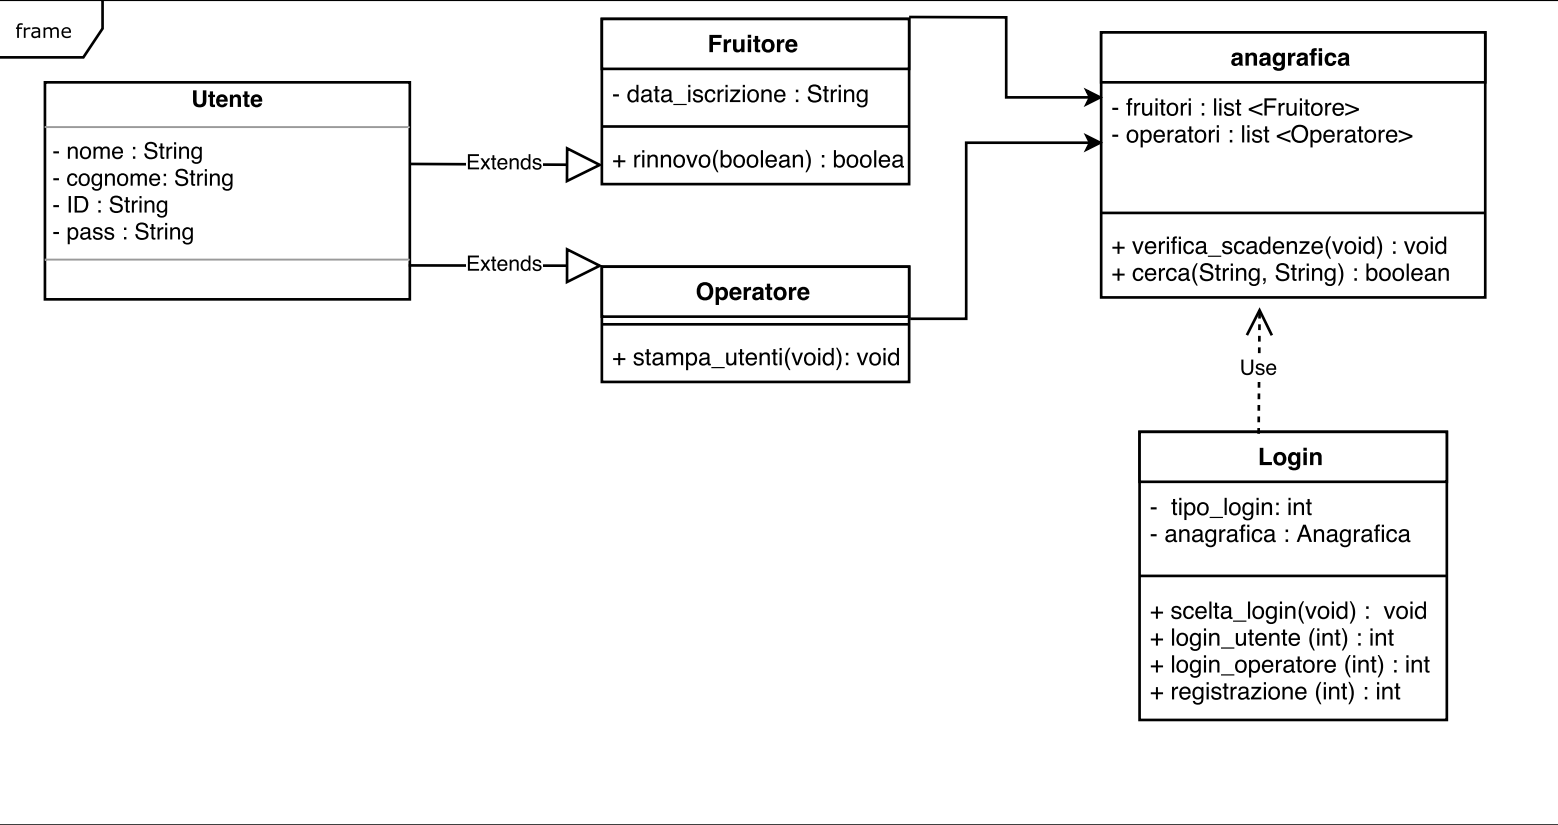 frame
Utente
- nome : String
- cognome: String
- ID : String
- pass : String
Extends
Extends
Fruitore
- data_iscrizione : String
+ rinnovo(boolean) : boolea
Operatore
+ stampa_utenti(void): void
anagrafica
- fruitori : list <Fruitore>
- operatori : list <Operatore>
+ verifica_scadenze(void) : void
+ cerca(String, String) : boolean
Use
Login
- tipo_login: int
- anagrafica : Anagrafica
+ scelta_login(void) : void
+ login_utente (int) : int
+ login_operatore (int) : int
+ registrazione (int) : int